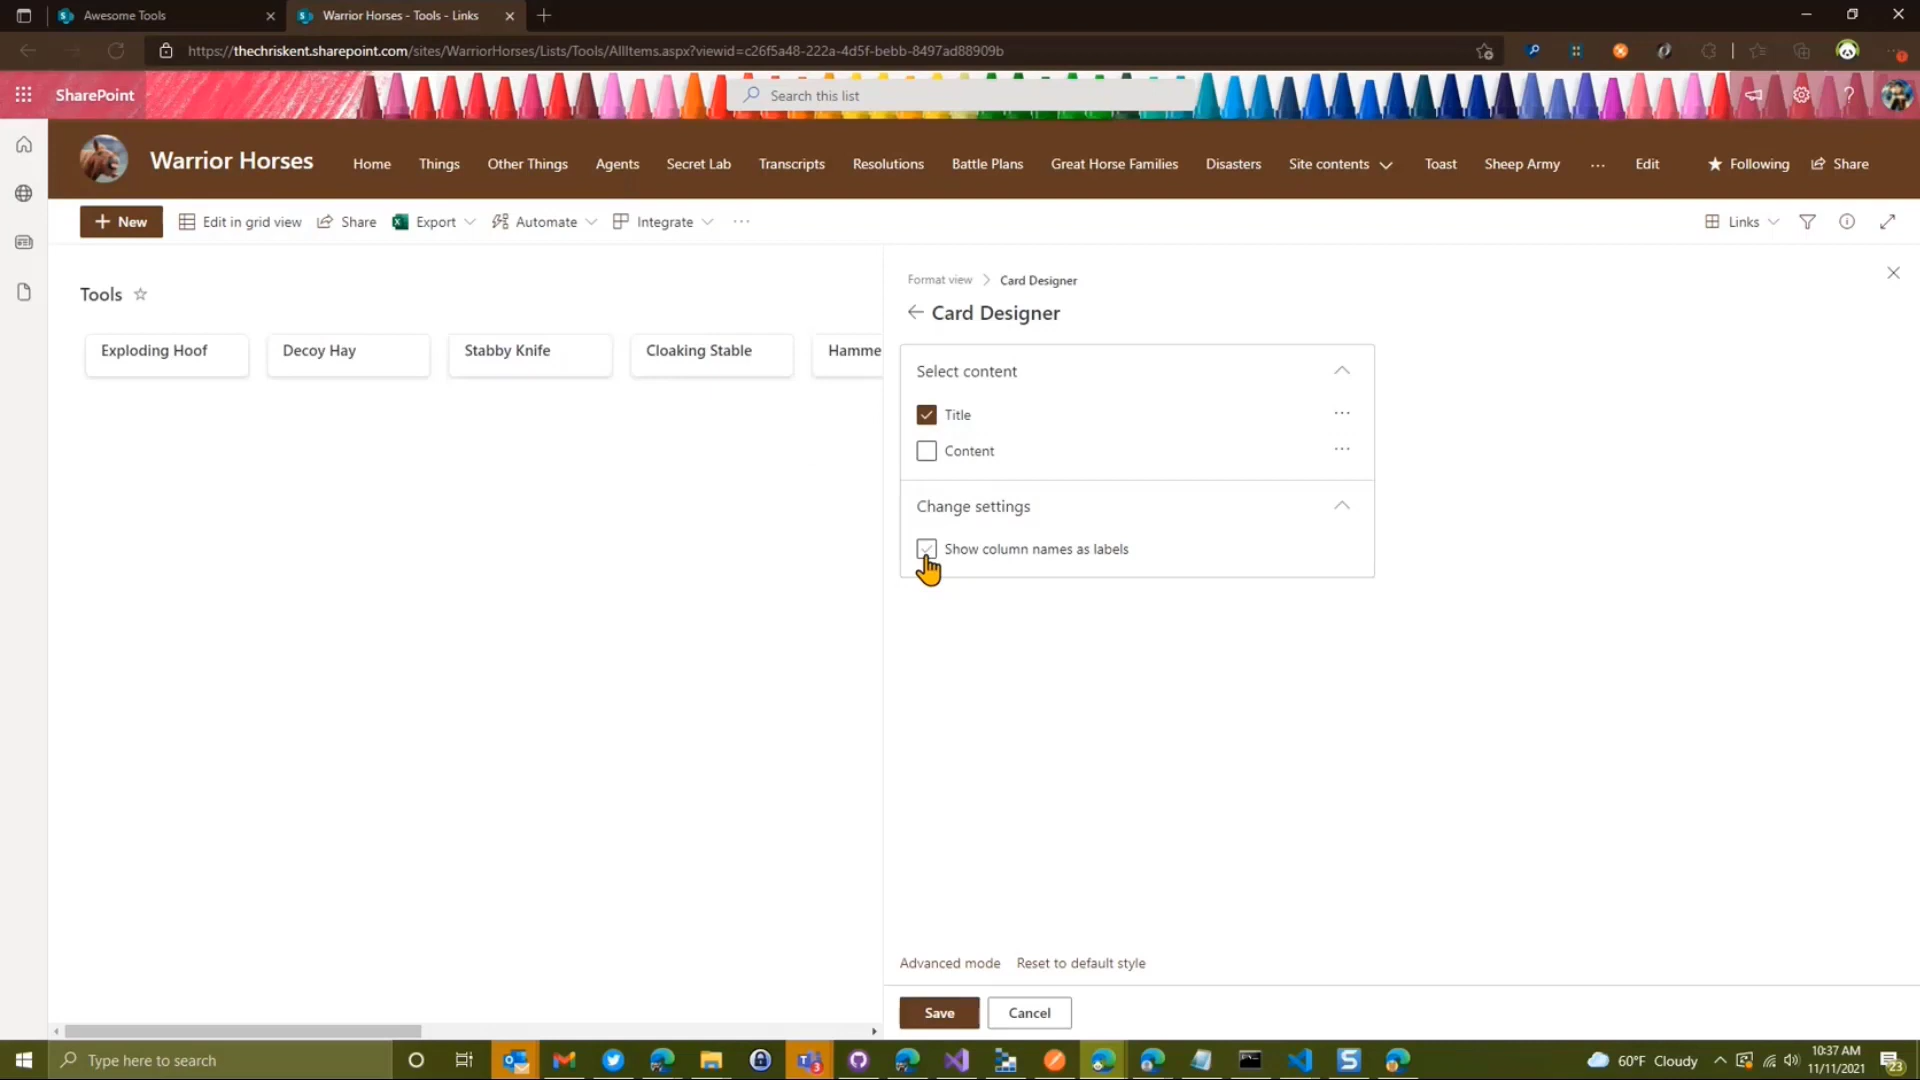 Awesome Tools
Warrior Horses - Tools - Links
https://thechriskent.sharepoint.com/sites/WarriorHorses/Lists/Tools/AllItems.aspx?viewid=c26f5a48-222a-4d5f-bebb-8497ad88909b
SharePoint
Search this list
Warrior Horses
Home
Things
Other Things
Agents
Secret Lab
Transcripts
Resolutions
Battle Plans
Great Horse Families
Disasters
Site contents
Toast
Sheep Army
...
Edit
Following
Share
New
Edit in grid view
Share
Export
Automate
Integrate
...
Links
Tools
Exploding Hoof
Decoy Hay
Stabby Knife
Cloaking Stable
Hamme
Format view > Card Designer
Card Designer
Select content
Title
...
Content
...
Change settings
Show column names as labels
Advanced mode
Reset to default style
Save
Cancel
Type here to search
3
60°F Cloudy
10:37 AM
11/11/2021
23